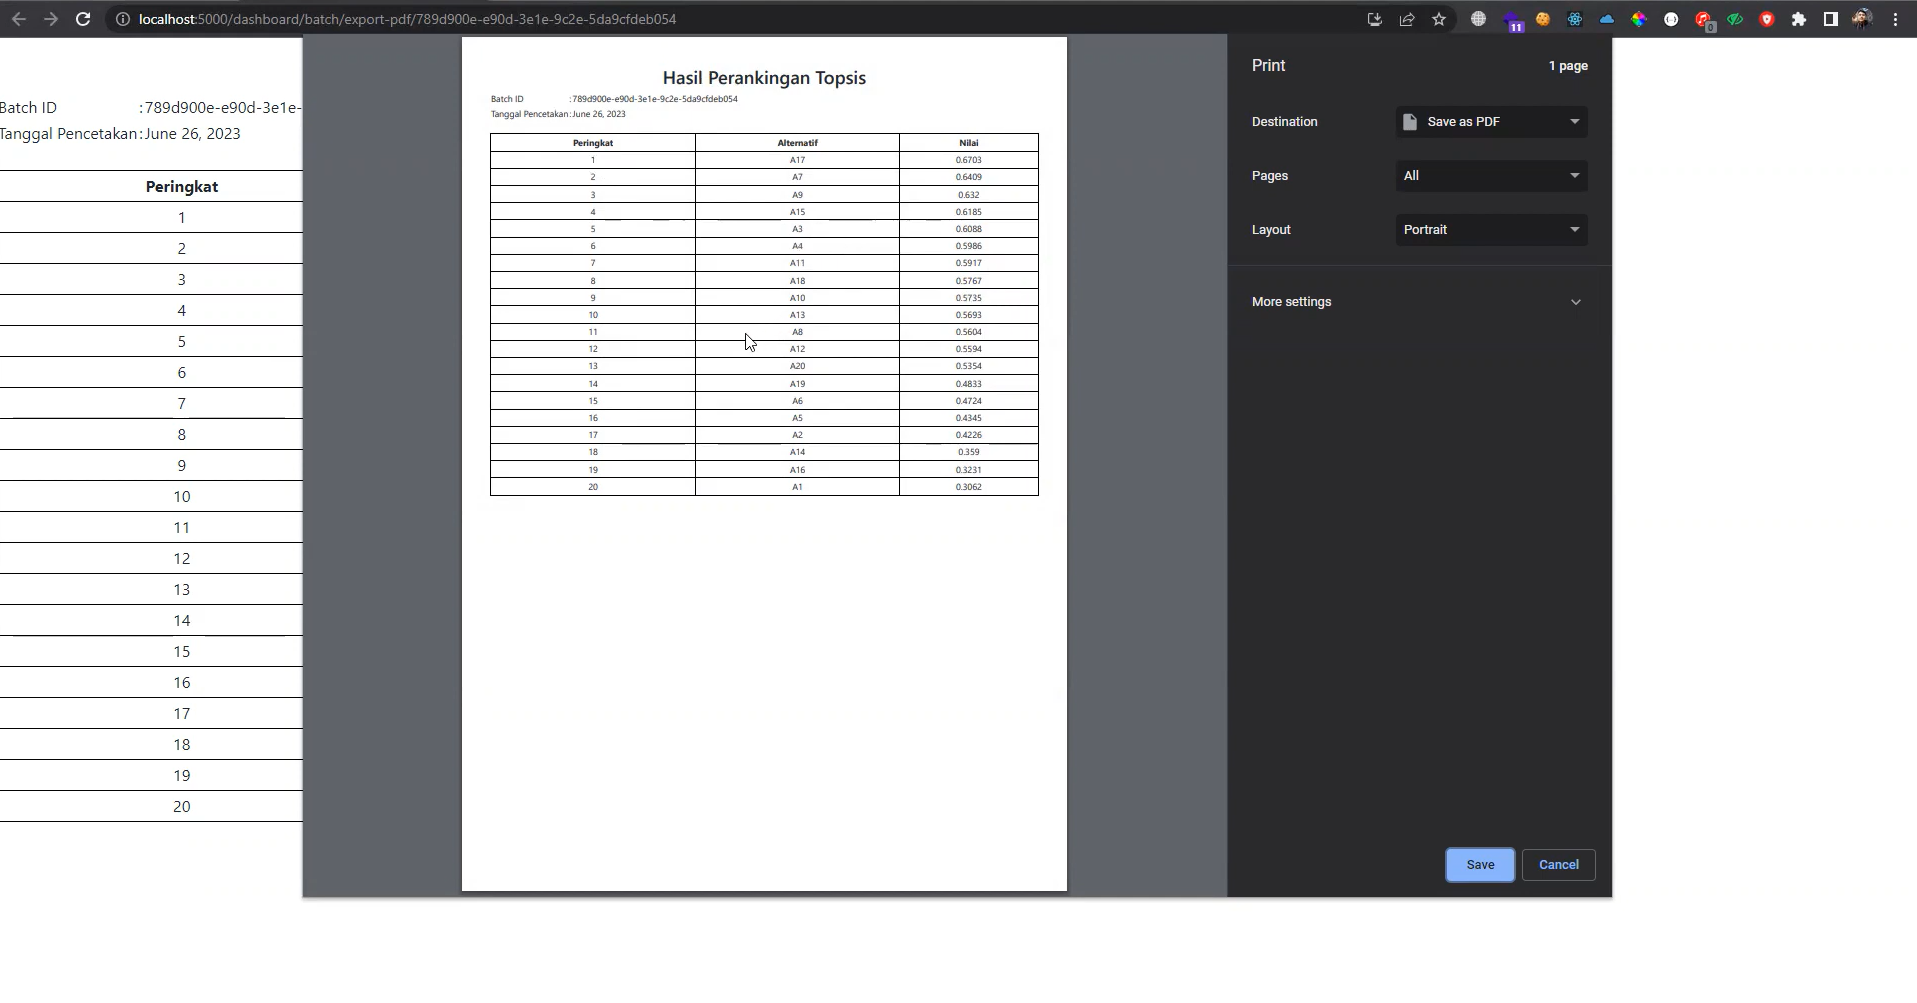 localhost:5000/dashboard/batch/export-pdf/789d900e-e90d-3e1e-9c2e-5da9cfdeb054
11
0
Batch ID :789d900e-e90d-3e1e-
Tanggal Pencetakan:June 26, 2023
Peringkat
1
2
3
4
5
6
7
8
9
10
11
12
13
14
15
16
17
18
19
20
Hasil Perankingan Topsis
Batch ID :789d900e-e90d-3e1e-9c2e-5da9cfdeb054
Tanggal Pencetakan:June 26, 2023
Peringkat Alternatif Nilai
1 A17 0.6703
2 A7 0.6409
3 A9 0.632
4 A15 0.6185
5 A3 0.6088
6 A4 0.5986
7 A11 0.5917
8 A18 0.5767
9 A10 0.5735
10 A13 0.5693
11 A8 0.5604
12 A12 0.5594
13 A20 0.5354
14 A19 0.4833
15 A6 0.4724
16 A5 0.4345
17 A2 0.4226
18 A14 0.359
19 A16 0.3231
20 A1 0.3062
Print 1 page
Destination Save as PDF
Pages All
Layout Portrait
More settings
Save Cancel